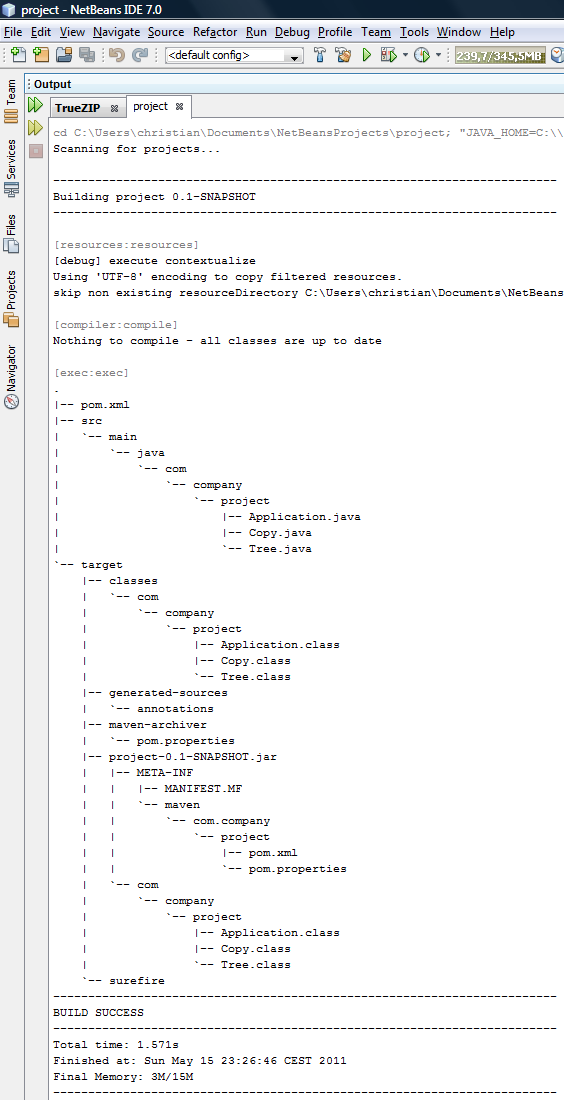 project - NetBeans IDE 7.0
File Edit View Navigate Source Refactor Run Debug Profile Team Tools Window Help
<default config> 239,7/345,5MB
Team
Services
Files
Projects
Navigator
Output
TrueZIP project
cd C:\Users\christian\Documents\NetBeansProjects\project; "JAVA_HOME=C:\\
Scanning for projects...
------------------------------------------------------------------------
Building project 0.1-SNAPSHOT
------------------------------------------------------------------------
[resources:resources]
[debug] execute contextualize
Using 'UTF-8' encoding to copy filtered resources.
skip non existing resourceDirectory C:\Users\christian\Documents\NetBeans
[compiler:compile]
Nothing to compile - all classes are up to date
[exec:exec]
.
|-- pom.xml
|-- src
|   `-- main
|       `-- java
|           `-- com
|               `-- company
|                   `-- project
|                       |-- Application.java
|                       |-- Copy.java
|                       `-- Tree.java
`-- target
    |-- classes
    |   `-- com
    |       `-- company
    |           `-- project
    |               |-- Application.class
    |               |-- Copy.class
    |               `-- Tree.class
    |-- generated-sources
    |   `-- annotations
    |-- maven-archiver
    |   `-- pom.properties
    |-- project-0.1-SNAPSHOT.jar
    |   |-- META-INF
    |   |   |-- MANIFEST.MF
    |   |   `-- maven
    |   |       `-- com.company
    |   |           `-- project
    |   |               |-- pom.xml
    |   |               `-- pom.properties
    |   `-- com
    |       `-- company
    |           `-- project
    |               |-- Application.class
    |               |-- Copy.class
    |               `-- Tree.class
    `-- surefire
------------------------------------------------------------------------
BUILD SUCCESS
------------------------------------------------------------------------
Total time: 1.571s
Finished at: Sun May 15 23:26:46 CEST 2011
Final Memory: 3M/15M
------------------------------------------------------------------------